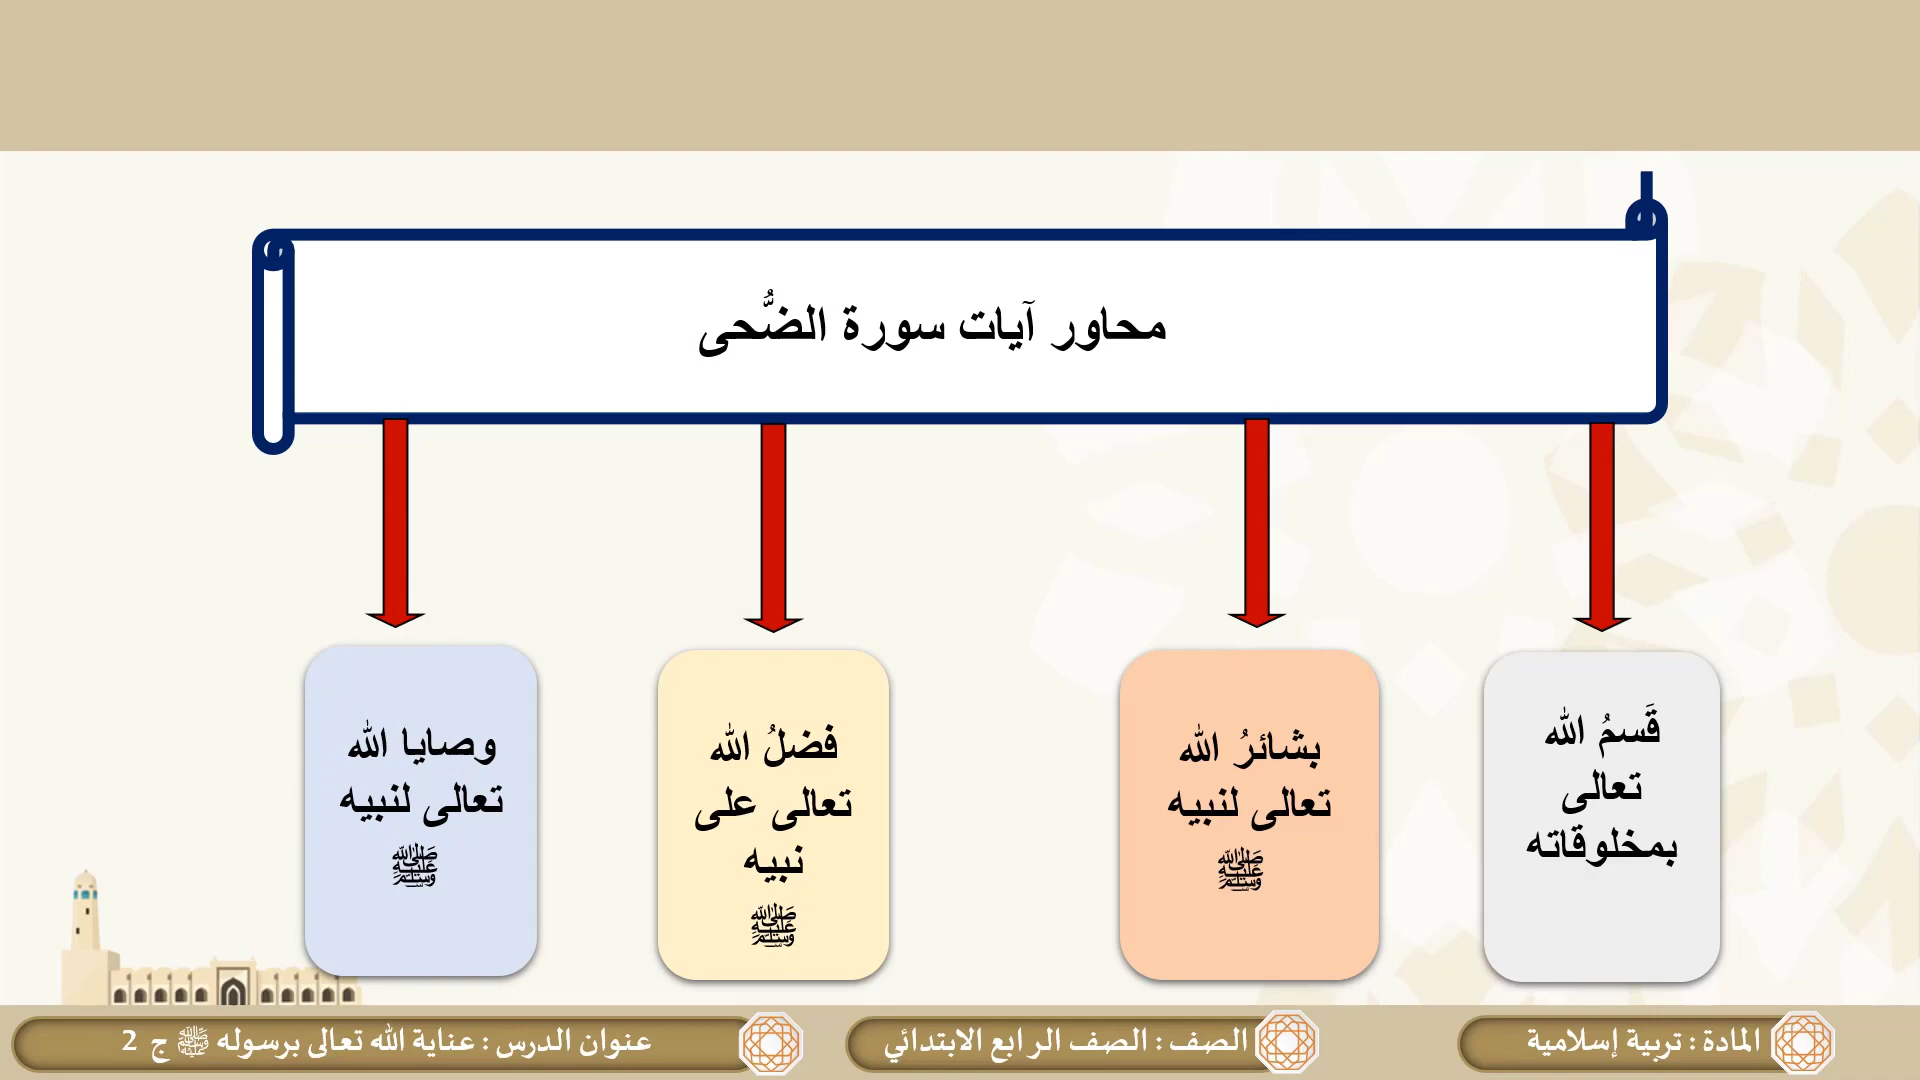 محاور آيات سورة الضُّحى
قَسمُ الله
تعالى
بمخلوقاته
بشائرُ الله
تعالى لنبيه
ﷺ
فضلُ الله
تعالى على
نبيه
ﷺ
وصايا الله
تعالى لنبيه
ﷺ
المادة : تربية إسلامية
الصف : الصف الرابع الابتدائي
عنوان الدرس : عناية الله تعالى برسوله ﷺ ج 2